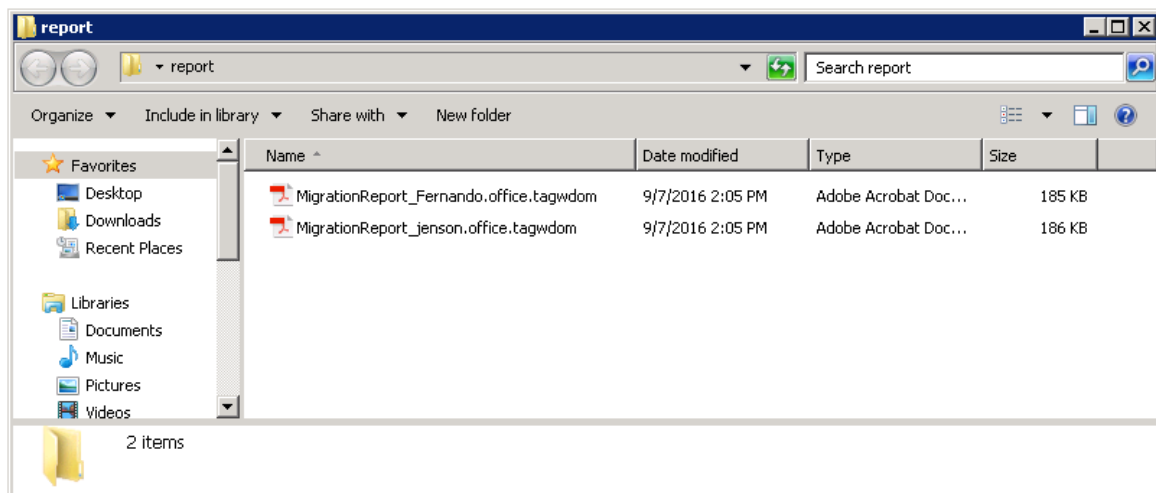 report
report
Search report
Organize Include in library Share with New folder
Favorites
Desktop
Downloads
Recent Places
Libraries
Documents
Music
Pictures
Videos
Name Date modified Type Size
MigrationReport_Fernando.office.tagwdom 9/7/2016 2:05 PM Adobe Acrobat Doc... 185 KB
MigrationReport_jenson.office.tagwdom 9/7/2016 2:05 PM Adobe Acrobat Doc... 186 KB
2 items